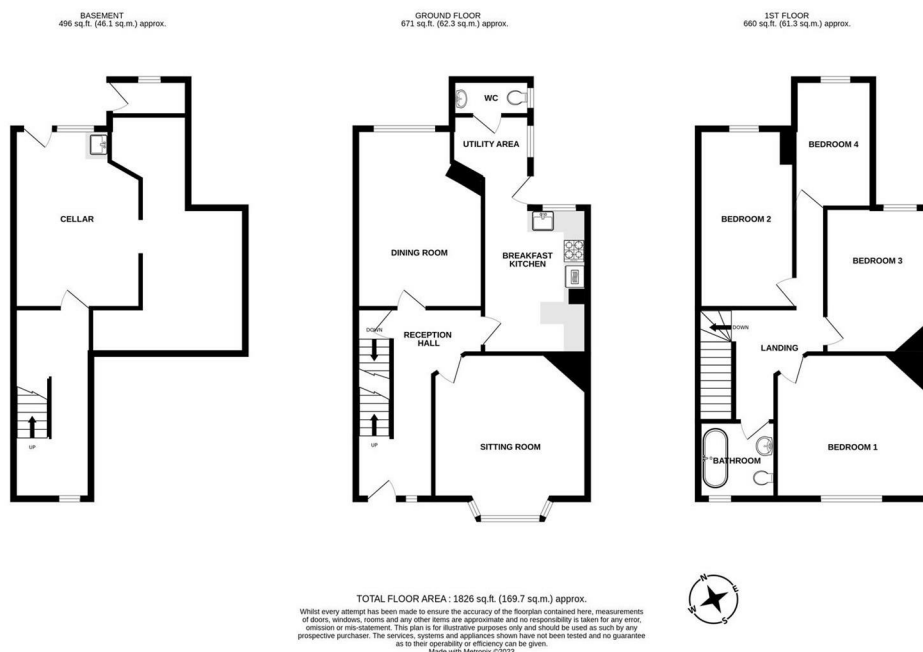 BASEMENT
496 sq.ft. (46.1 sq.m.) approx.
GROUND FLOOR
671 sq.ft. (62.3 sq.m.) approx.
1ST FLOOR
660 sq.ft. (61.3 sq.m.) approx.
CELLAR
UP
WC
UTILITY AREA
DINING ROOM
BREAKFAST
KITCHEN
DOWN
RECEPTION
HALL
UP
SITTING ROOM
BEDROOM 4
BEDROOM 2
BEDROOM 3
DOWN
LANDING
BATHROOM
BEDROOM 1
N
E
S
W
TOTAL FLOOR AREA : 1826 sq.ft. (169.7 sq.m.) approx.
Whilst every attempt has been made to ensure the accuracy of the floorplan contained here, measurements
of doors, windows, rooms and any other items are approximate and no responsibility is taken for any error,
omission or mis-statement. This plan is for illustrative purposes only and should be used as such by any
prospective purchaser. The services, systems and appliances shown have not been tested and no guarantee
as to their operability or efficiency can be given.
Made with Metropix ©2023